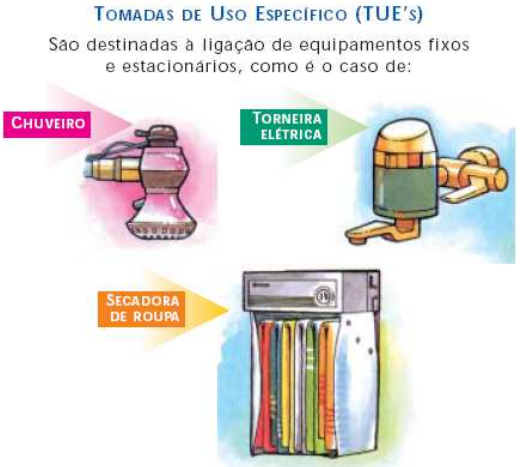 TOMADAS DE USO ESPECÍFICO (TUE'S)
São destinadas à ligação de equipamentos fixos
e estacionários, como é o caso de:
CHUVEIRO
TORNEIRA
ELÉTRICA
SECADORA
DE ROUPA